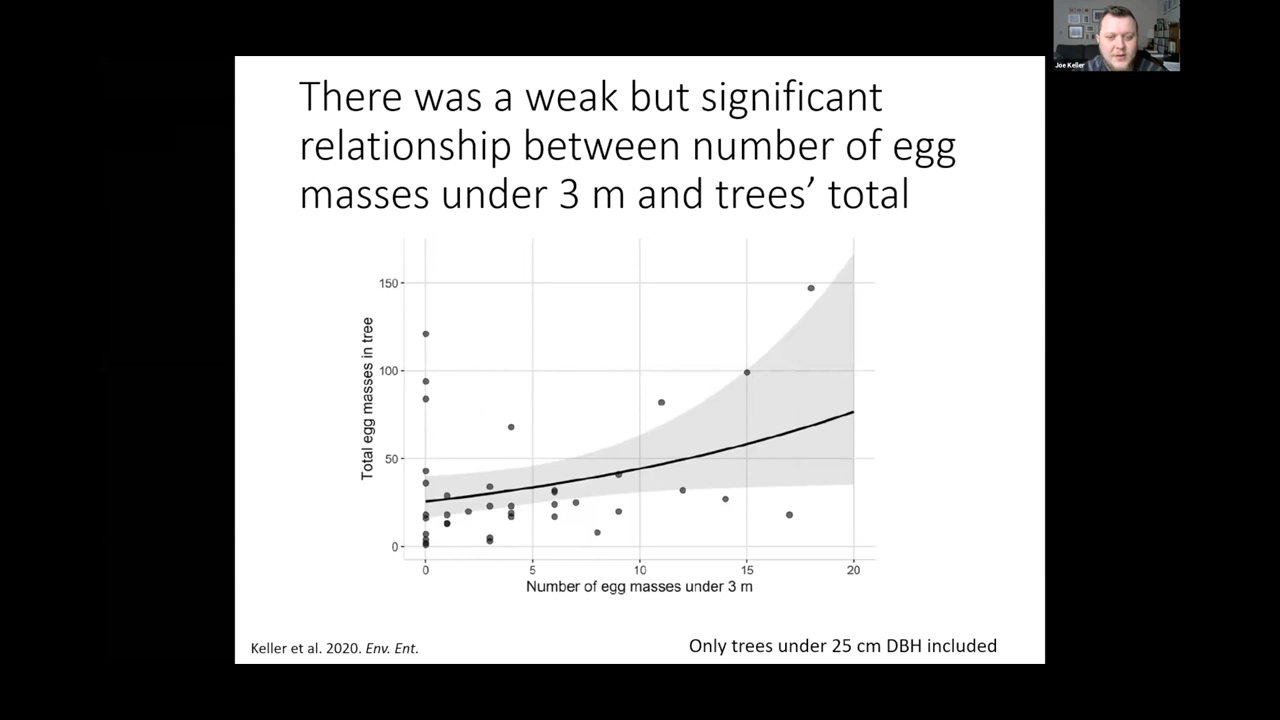 Joe Keller
There was a weak but significant
relationship between number of egg
masses under 3 m and trees’ total
Total egg masses in tree
150
100
50
0
0 5 10 15 20
Number of egg masses under 3 m
Keller et al. 2020. Env. Ent.
Only trees under 25 cm DBH included